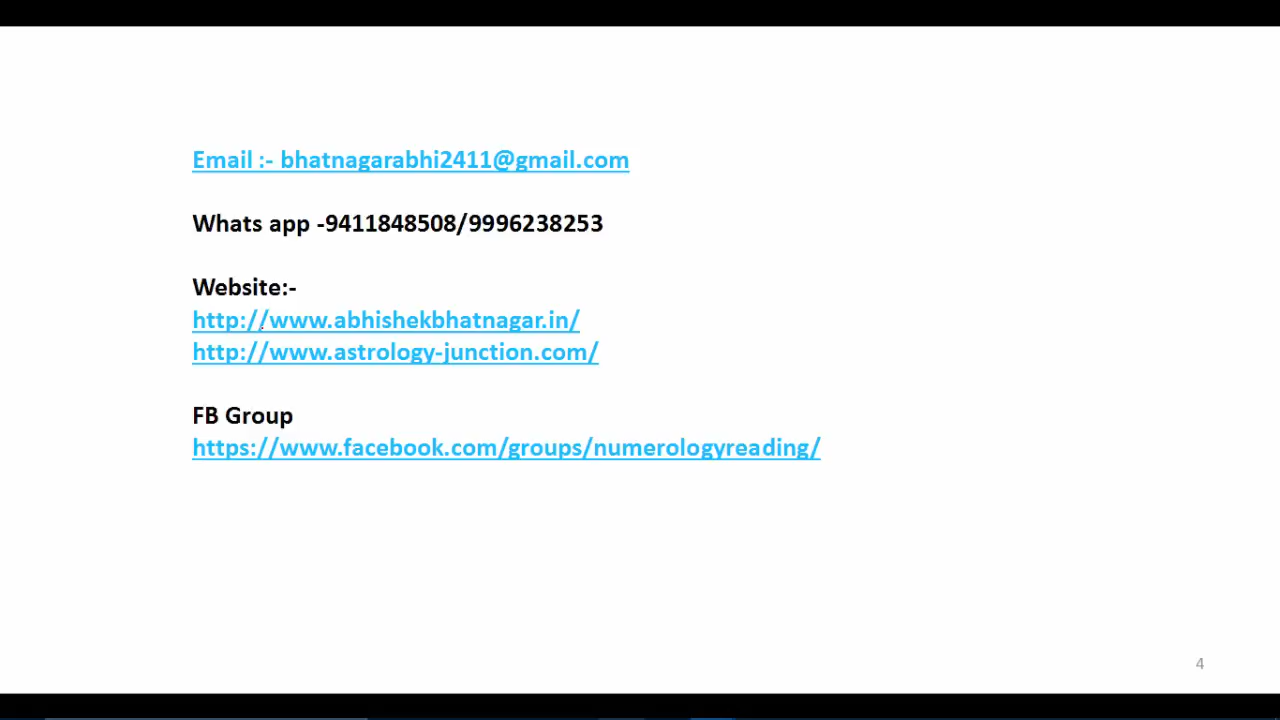 Email :- bhatnagarabhi2411@gmail.com
Whats app -9411848508/9996238253
Website:-
http://www.abhishekbhatnagar.in/
http://www.astrology-junction.com/
FB Group
https://www.facebook.com/groups/numerologyreading/
4